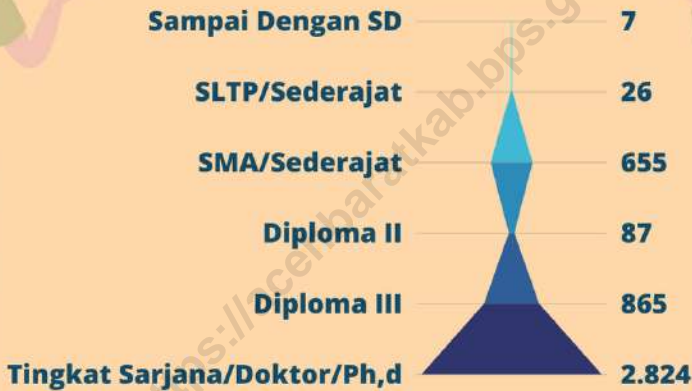 Sampai Dengan SD 7
SLTP/Sederajat 26
SMA/Sederajat 655
Diploma II 87
Diploma III 865
Tingkat Sarjana/Doktor/Ph,d 2.824